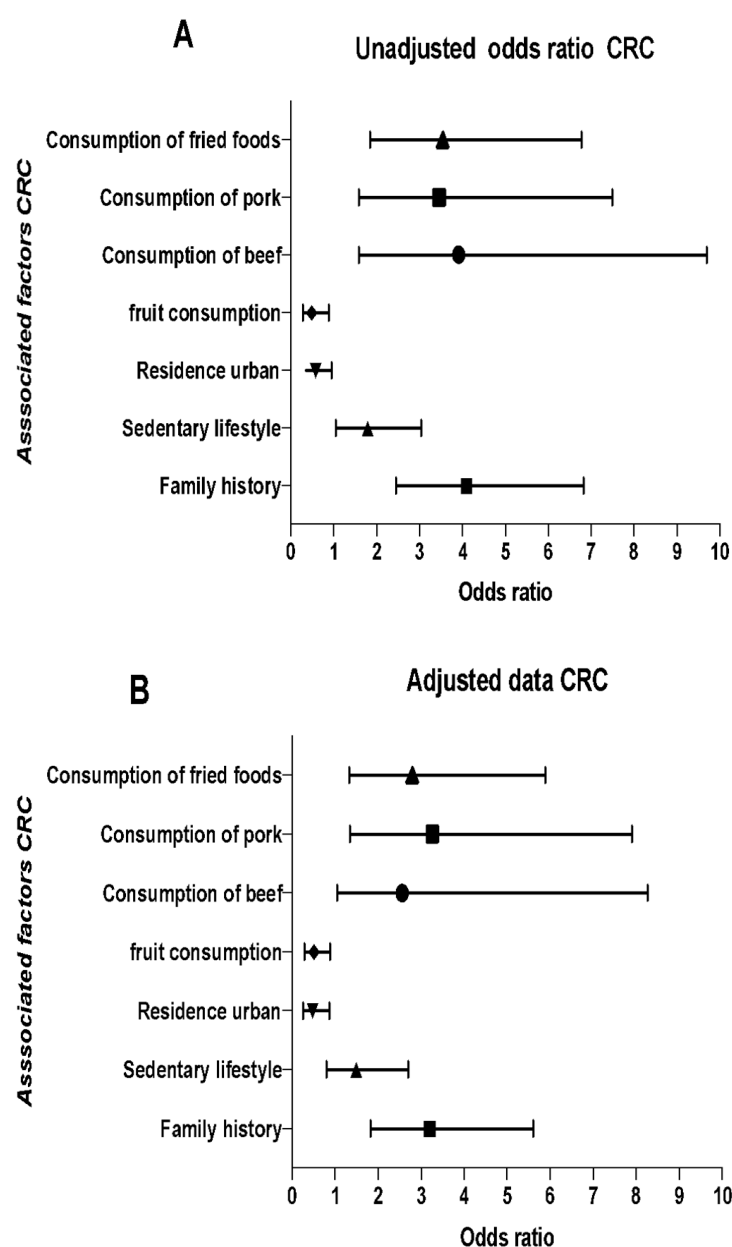 A
Unadjusted odds ratio CRC
Asssociated factors CRC
Consumption of fried foods
Consumption of pork
Consumption of beef
fruit consumption
Residence urban
Sedentary lifestyle
Family history
0 1 2 3 4 5 6 7 8 9 10
Odds ratio
B
Adjusted data CRC
Asssociated factors CRC
Consumption of fried foods
Consumption of pork
Consumption of beef
fruit consumption
Residence urban
Sedentary lifestyle
Family history
0 1 2 3 4 5 6 7 8 9 10
Odds ratio